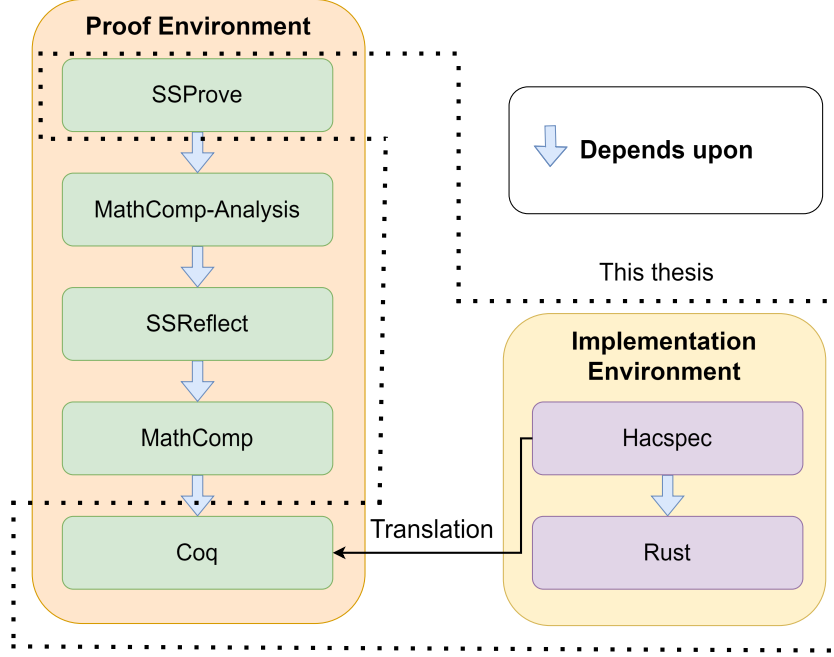 Proof Environment
SSProve
MathComp-Analysis
SSReflect
MathComp
Coq
Depends upon
This thesis
Implementation
Environment
Hacspec
Translation
Rust